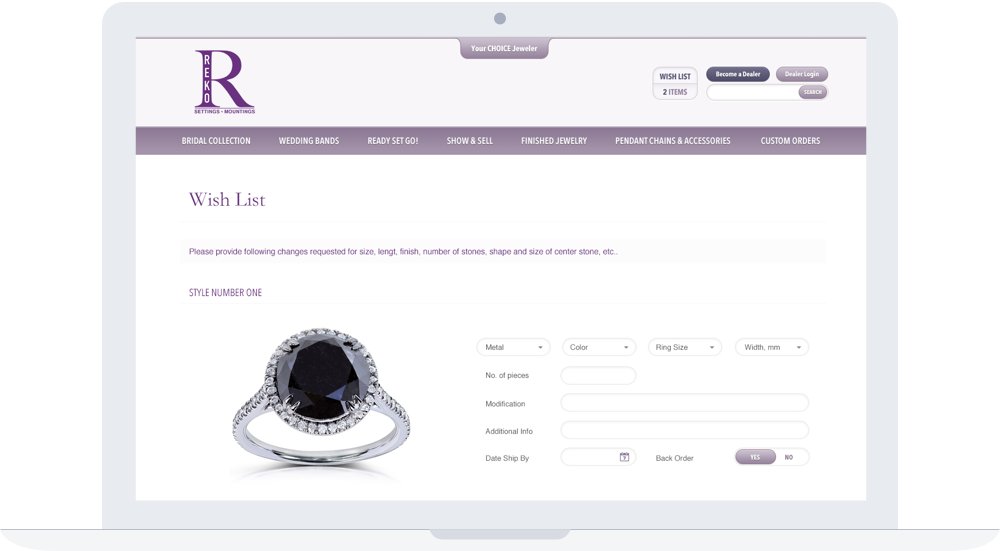 Your CHOICE Jeweler
REKO
R
SETTINGS • MOUNTINGS
WISH LIST
2 ITEMS
Become a Dealer
Dealer Login
SEARCH
BRIDAL COLLECTION
WEDDING BANDS
READY SET GO!
SHOW & SELL
FINISHED JEWELRY
PENDANT CHAINS & ACCESSORIES
CUSTOM ORDERS
Wish List
Please provide following changes requested for size, lengt, finish, number of stones, shape and size of center stone, etc..
STYLE NUMBER ONE
Metal
Color
Ring Size
Width, mm
No. of pieces
Modification
Additional Info
Date Ship By
Back Order
YES
NO